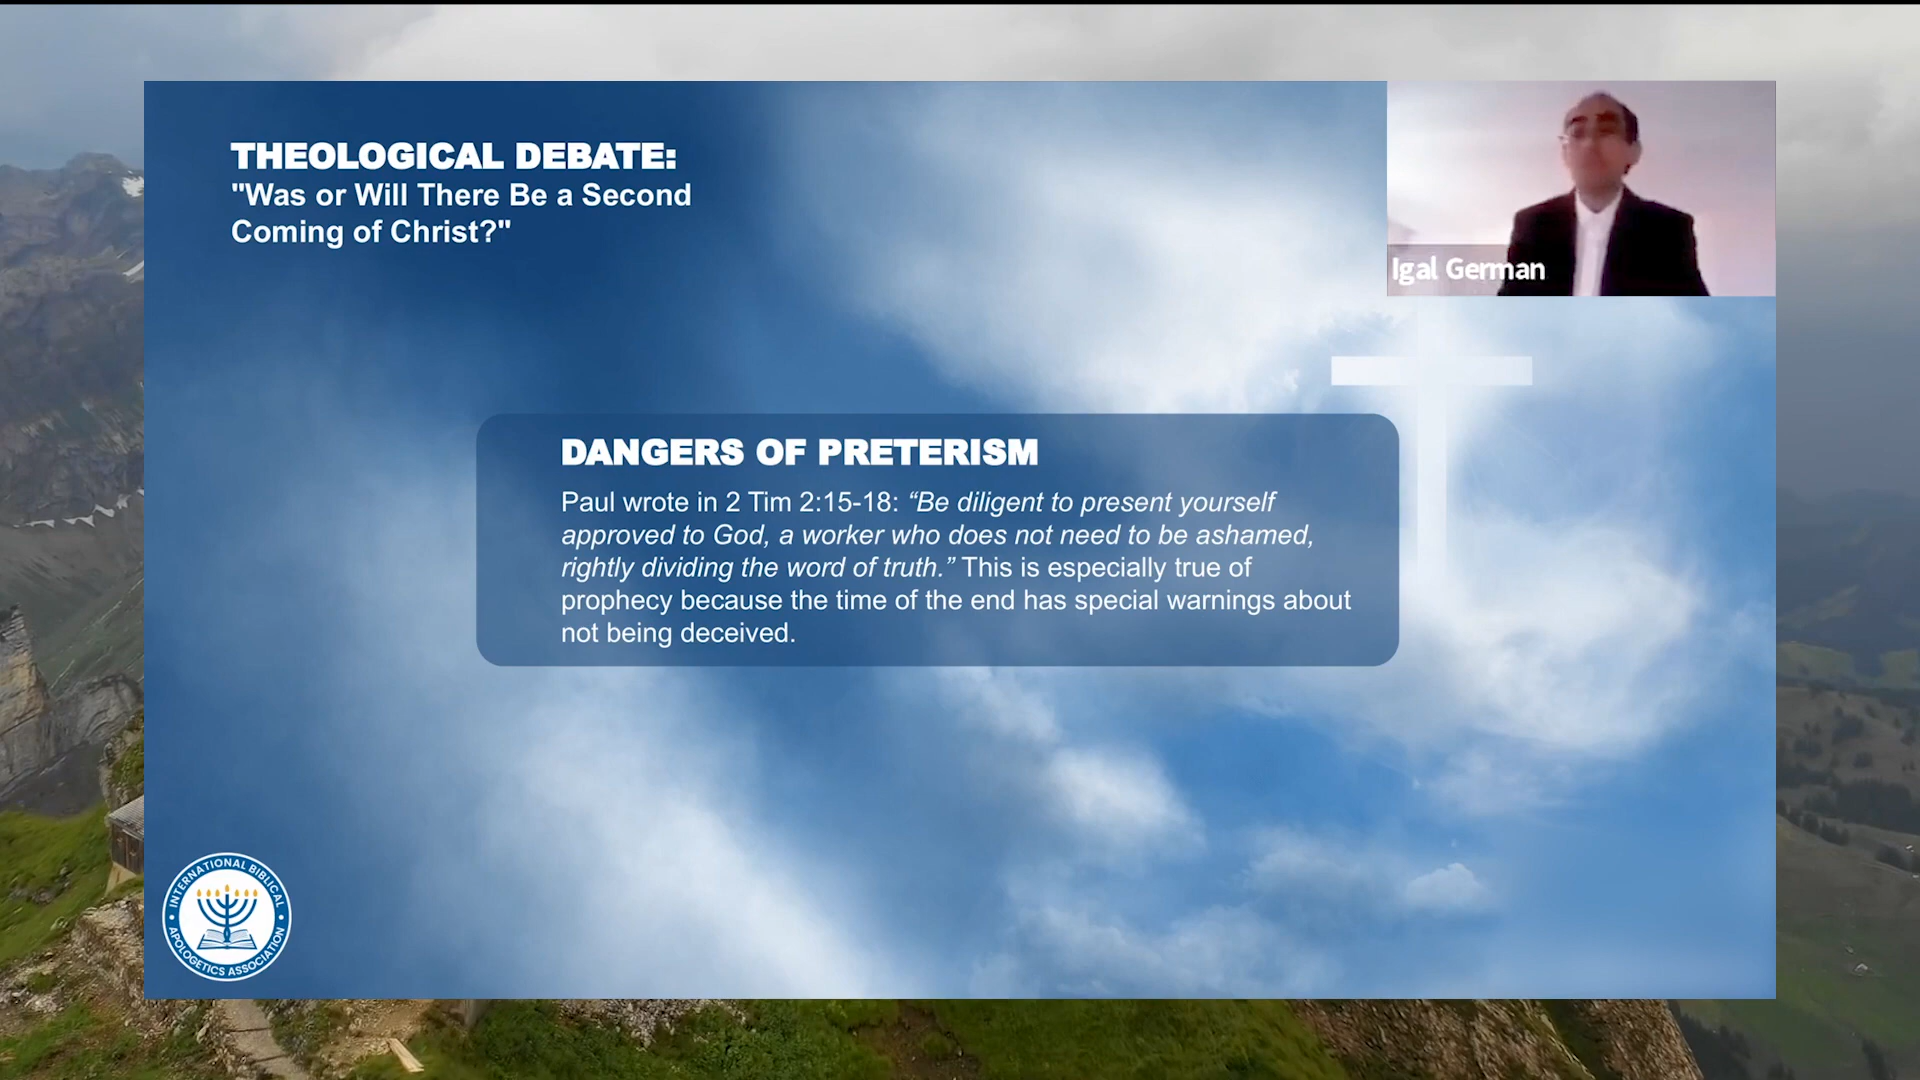 THEOLOGICAL DEBATE:
"Was or Will There Be a Second
Coming of Christ?"
Igal German
DANGERS OF PRETERISM
Paul wrote in 2 Tim 2:15-18: “Be diligent to present yourself
approved to God, a worker who does not need to be ashamed,
rightly dividing the word of truth.” This is especially true of
prophecy because the time of the end has special warnings about
not being deceived.
INTERNATIONAL BIBLICAL
APOLOGETICS ASSOCIATION